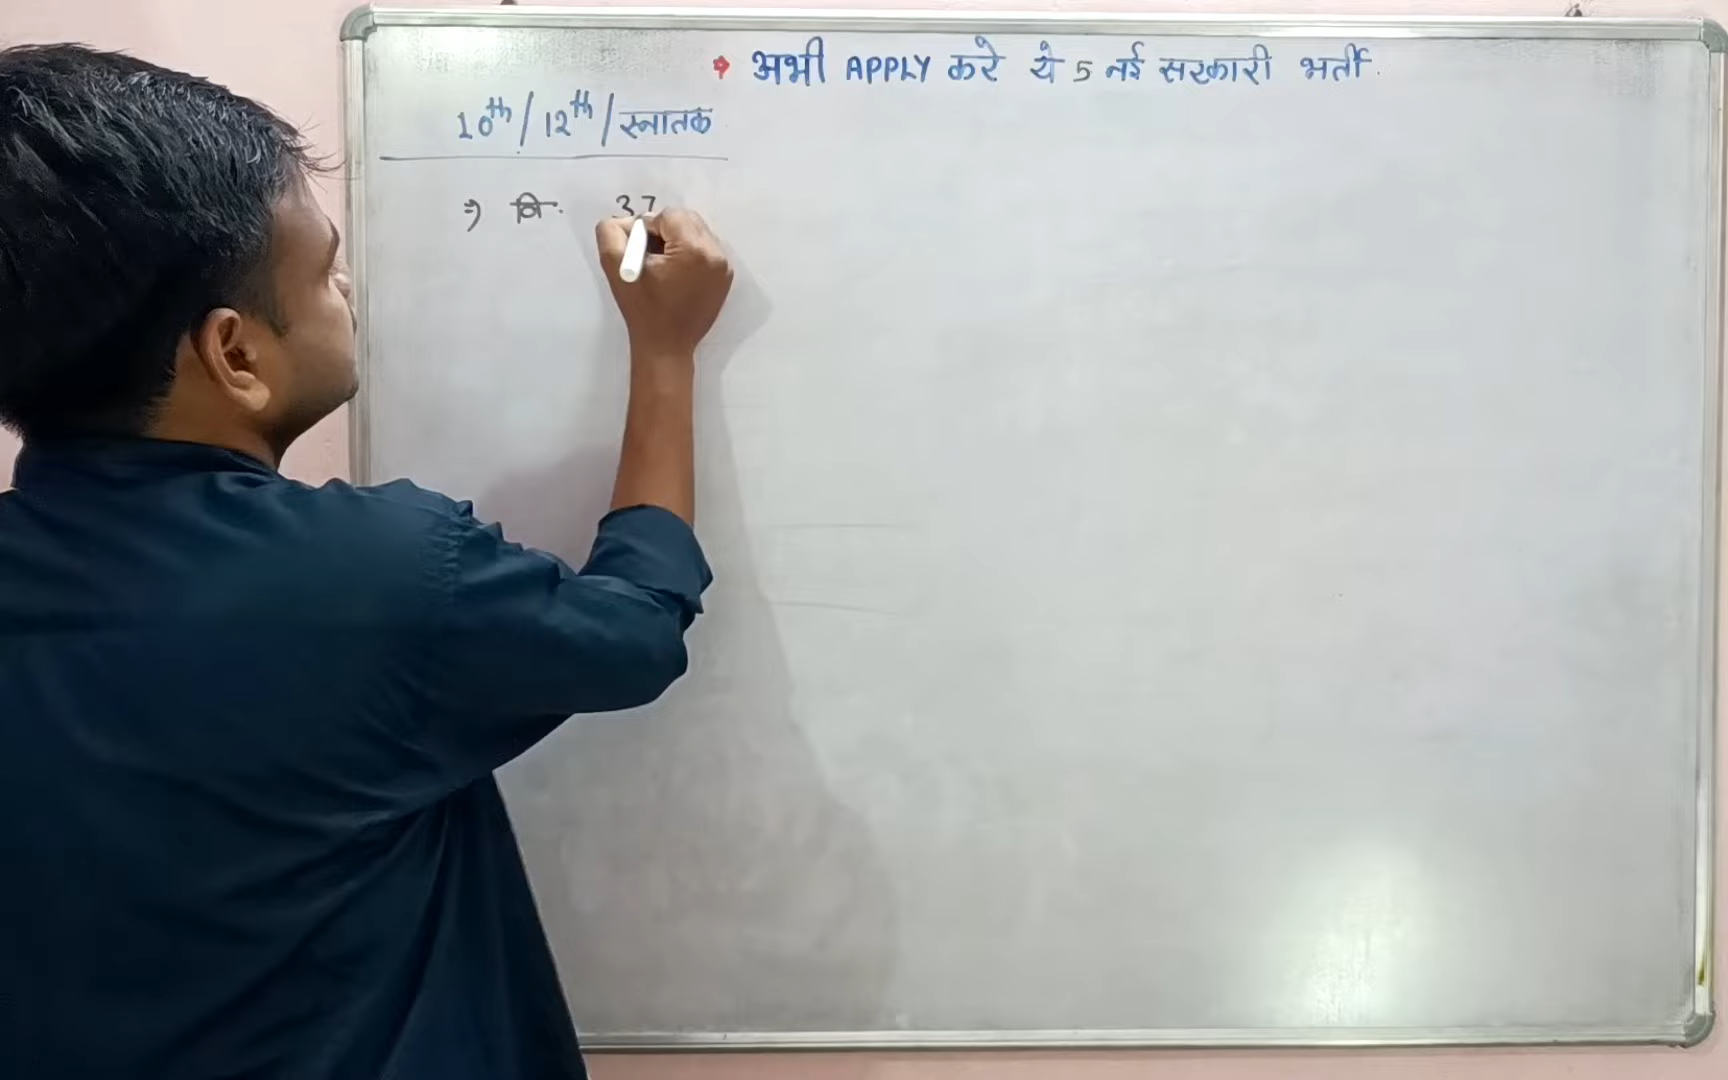 अभी APPLY करे ये 5 नई सरकारी भर्ती.
10th / 12th / स्नातक
⇒ वि. 37